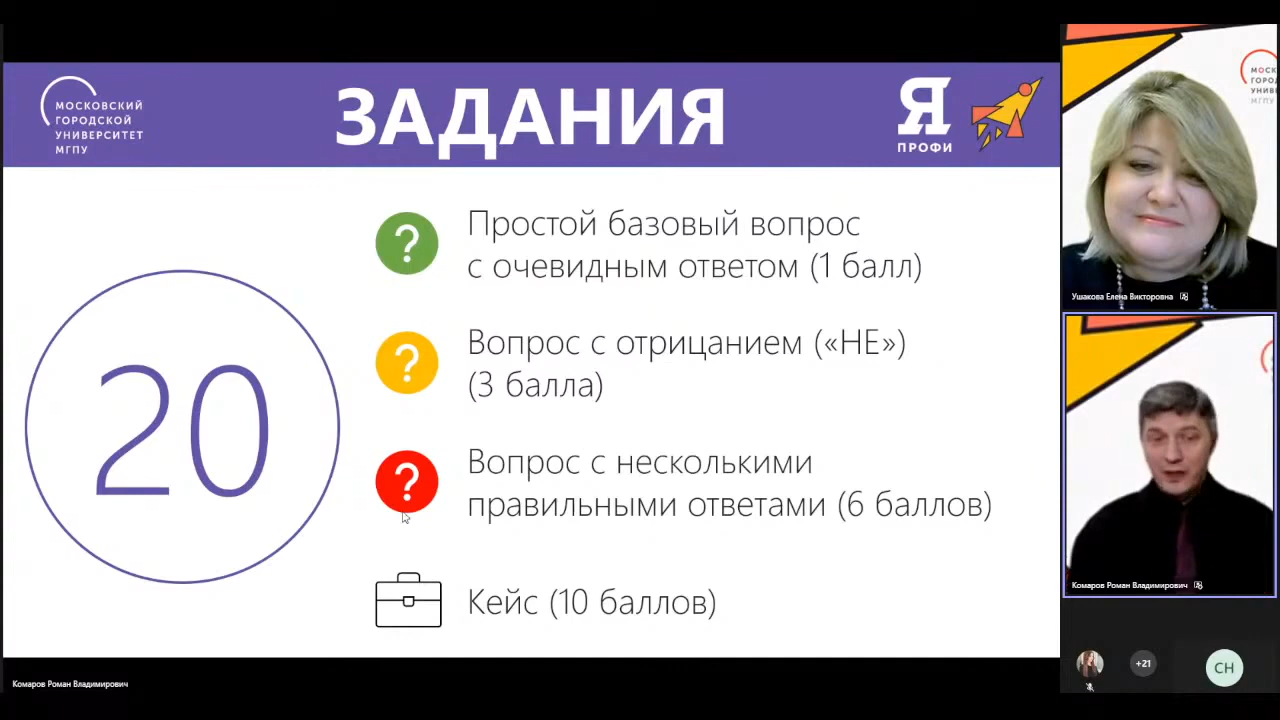 МОСКОВСКИЙ
ГОРОДСКОЙ
УНИВЕРСИТЕТ
МГПУ
ЗАДАНИЯ
Я
ПРОФИ
20
?
Простой базовый вопрос
с очевидным ответом (1 балл)
?
Вопрос с отрицанием («НЕ»)
(3 балла)
?
Вопрос с несколькими
правильными ответами (6 баллов)
Кейс (10 баллов)
Комаров Роман Владимирович
МГПУ
Ушакова Елена Викторовна
Комаров Роман Владимирович
+21
СН